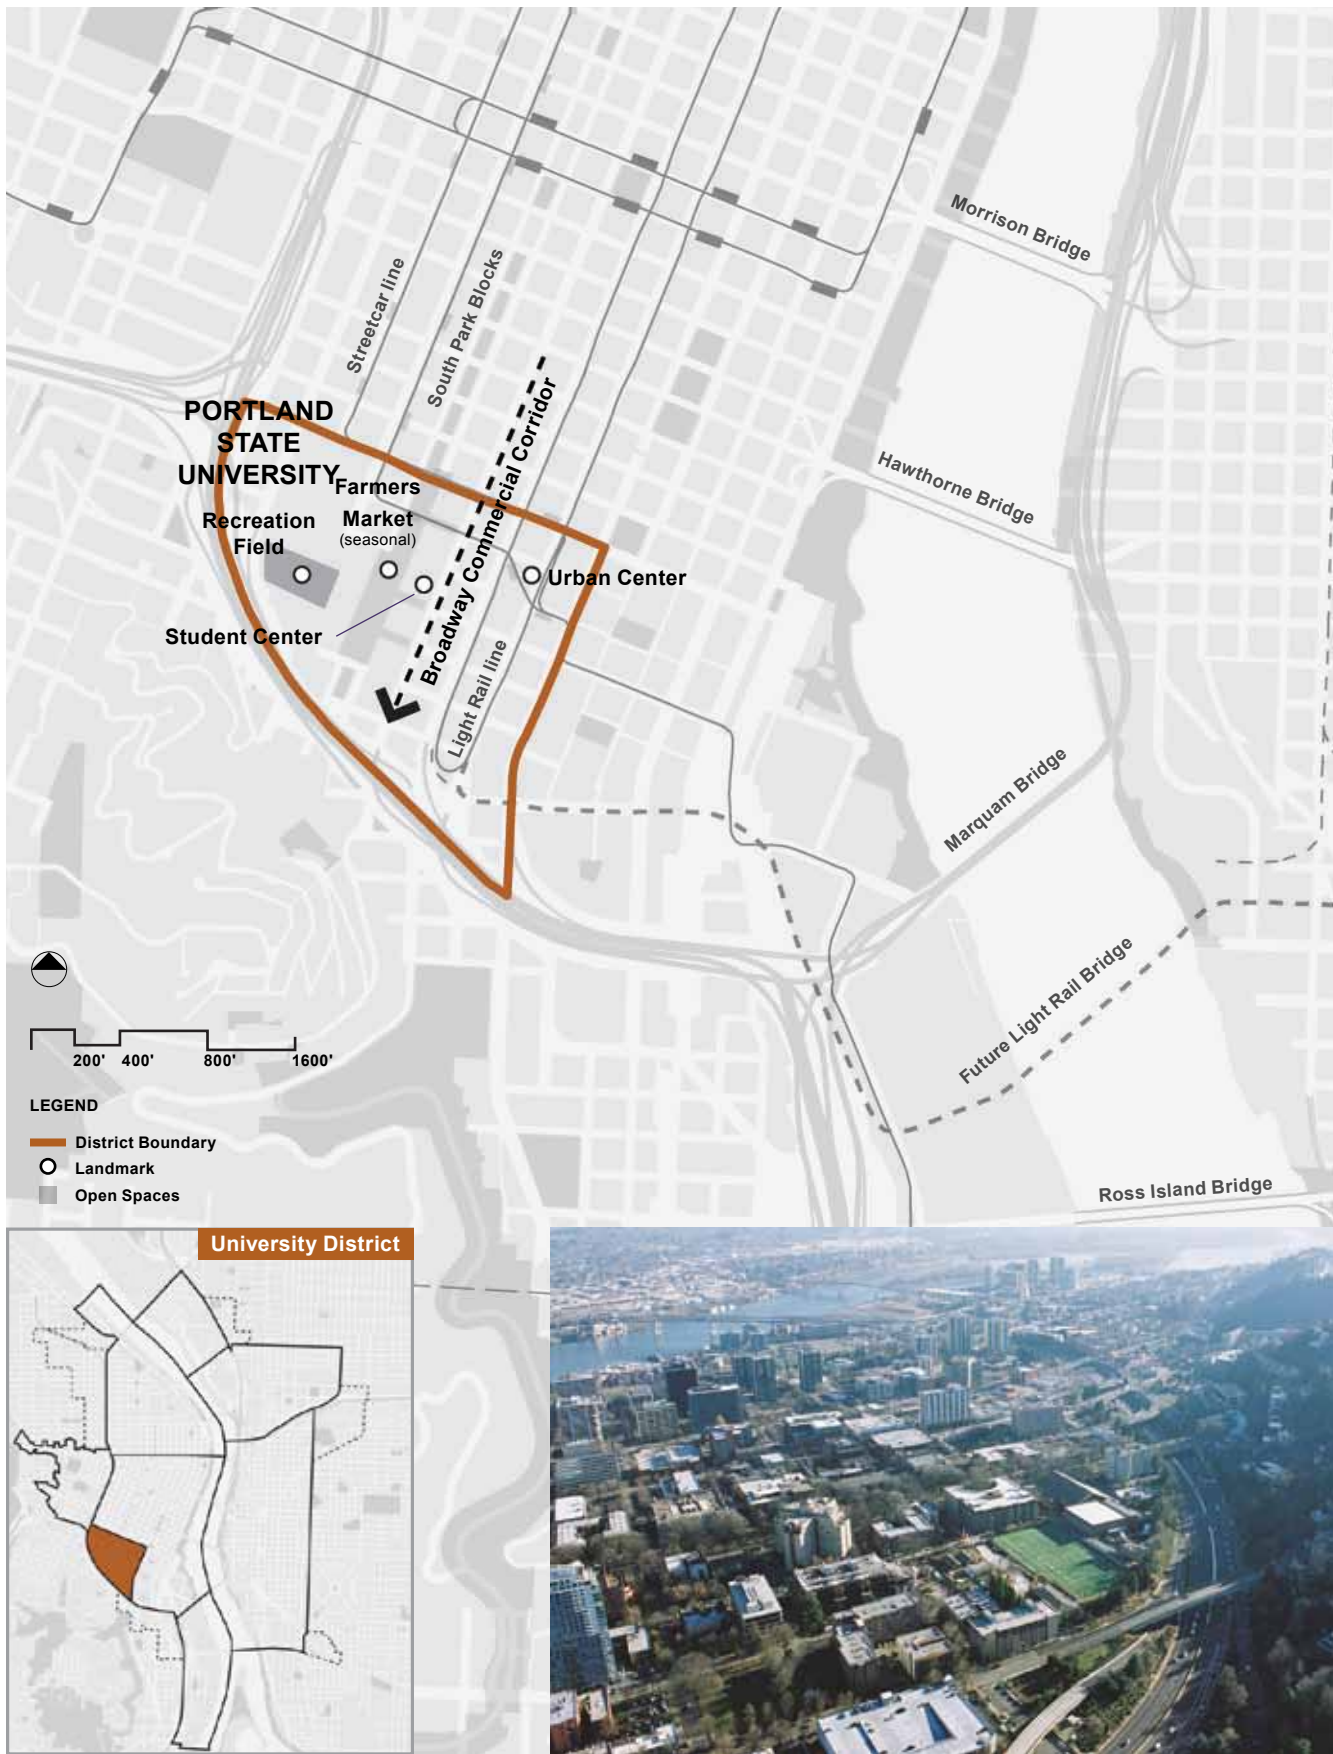 Morrison Bridge
Streetcar line
South Park Blocks
Broadway Commercial Corridor
PORTLAND
STATE
UNIVERSITY
Farmers
Market
(seasonal)
Hawthorne Bridge
Recreation
Field
Urban Center
Student Center
Light Rail line
Marquam Bridge
Future Light Rail Bridge
200' 400' 800' 1600'
LEGEND
District Boundary
Landmark
Open Spaces
Ross Island Bridge
University District